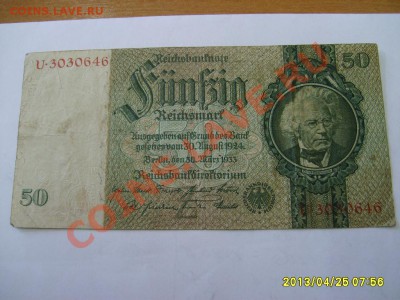 COINS.LAVE.RU
Reichsbanknote
U·3030646
50
Fünfzig
Reichsmark
Ausgegeben auf Grund des Bank
gesetzes vom 30. August 1924
Berlin, den 30. März 1933
Reichsbankdirektorium
50
3030646
COINS.LAVE.RU
2013/04/25 07:56